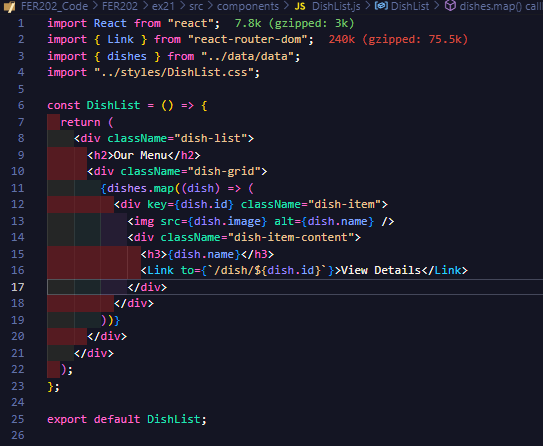 FER202_Code > FER202 > ex21 > src > components > JS DishList.js > DishList > dishes.map() call
1 import React from "react"; 7.8k (gzipped: 3k)
2 import { Link } from "react-router-dom"; 240k (gzipped: 75.5k)
3 import { dishes } from "../data/data";
4 import "../styles/DishList.css";
5
6 const DishList = () => {
7   return (
8     <div className="dish-list">
9       <h2>Our Menu</h2>
10       <div className="dish-grid">
11         {dishes.map((dish) => (
12           <div key={dish.id} className="dish-item">
13             <img src={dish.image} alt={dish.name} />
14             <div className="dish-item-content">
15               <h3>{dish.name}</h3>
16               <Link to={`/dish/${dish.id}`}>View Details</Link>
17             </div>
18           </div>
19         ))}
20       </div>
21     </div>
22   );
23 };
24
25 export default DishList;
26